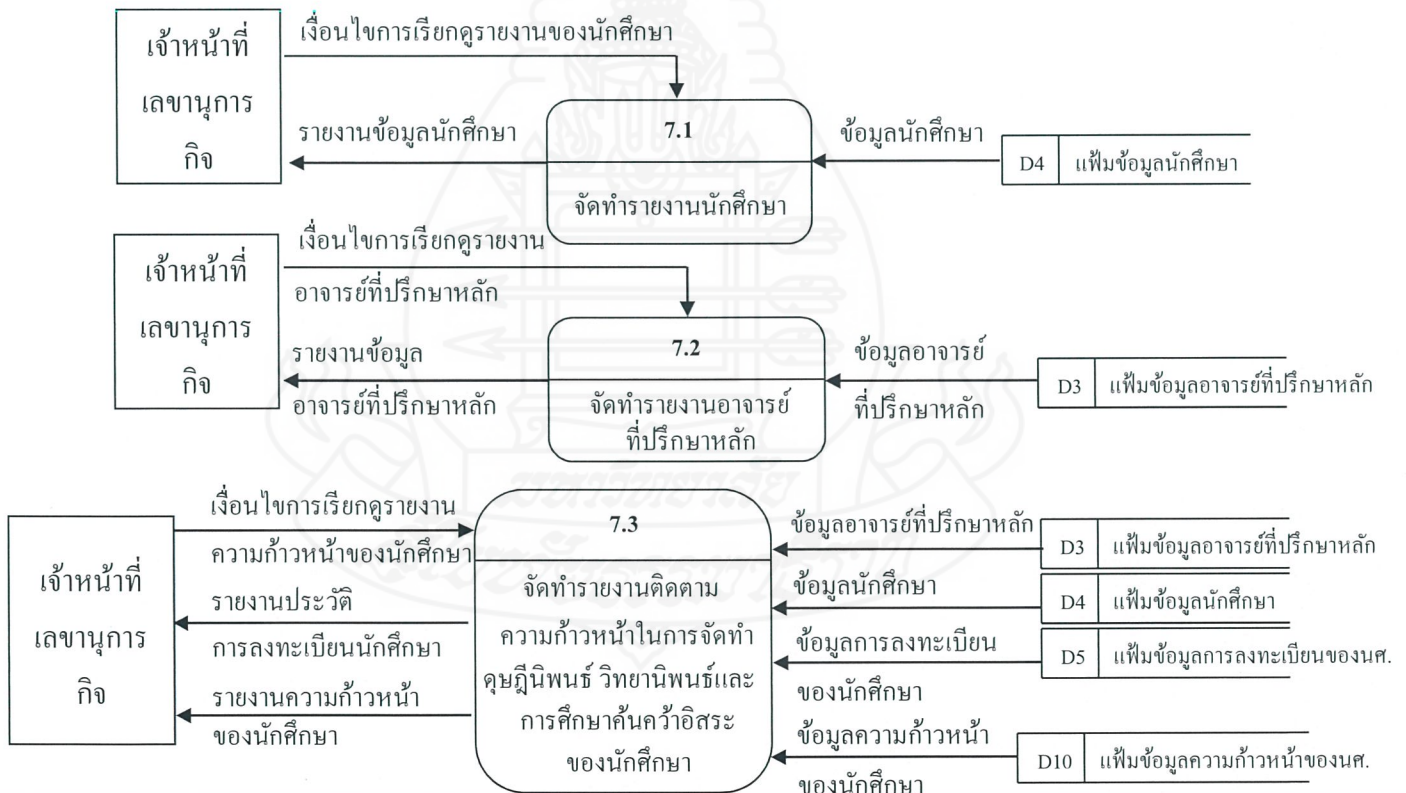 เจ้าหน้าที่
เลขานุการ
กิจ
เงื่อนไขการเรียกดูรายงานของนักศึกษา
รายงานข้อมูลนักศึกษา
7.1
จัดทำรายงานนักศึกษา
ข้อมูลนักศึกษา
D4 แฟ้มข้อมูลนักศึกษา
เจ้าหน้าที่
เลขานุการ
กิจ
เงื่อนไขการเรียกดูรายงาน
อาจารย์ที่ปรึกษาหลัก
รายงานข้อมูล
อาจารย์ที่ปรึกษาหลัก
7.2
จัดทำรายงานอาจารย์
ที่ปรึกษาหลัก
ข้อมูลอาจารย์
ที่ปรึกษาหลัก
D3 แฟ้มข้อมูลอาจารย์ที่ปรึกษาหลัก
เจ้าหน้าที่
เลขานุการ
กิจ
เงื่อนไขการเรียกดูรายงาน
ความก้าวหน้าของนักศึกษา
รายงานประวัติ
การลงทะเบียนนักศึกษา
รายงานความก้าวหน้า
ของนักศึกษา
7.3
จัดทำรายงานติดตาม
ความก้าวหน้าในการจัดทำ
ดุษฎีนิพนธ์ วิทยานิพนธ์และ
การศึกษาค้นคว้าอิสระ
ของนักศึกษา
ข้อมูลอาจารย์ที่ปรึกษาหลัก
D3 แฟ้มข้อมูลอาจารย์ที่ปรึกษาหลัก
ข้อมูลนักศึกษา
D4 แฟ้มข้อมูลนักศึกษา
ข้อมูลการลงทะเบียน
ของนักศึกษา
D5 แฟ้มข้อมูลการลงทะเบียนของนศ.
ข้อมูลความก้าวหน้า
ของนักศึกษา
D10 แฟ้มข้อมูลความก้าวหน้าของนศ.